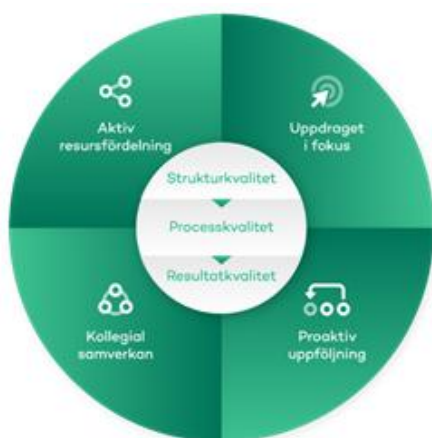 Aktiv
resursfördelning
Uppdraget
i fokus
Strukturkvalitet
Processkvalitet
Resultatkvalitet
Kollegial
samverkan
Proaktiv
uppföljning